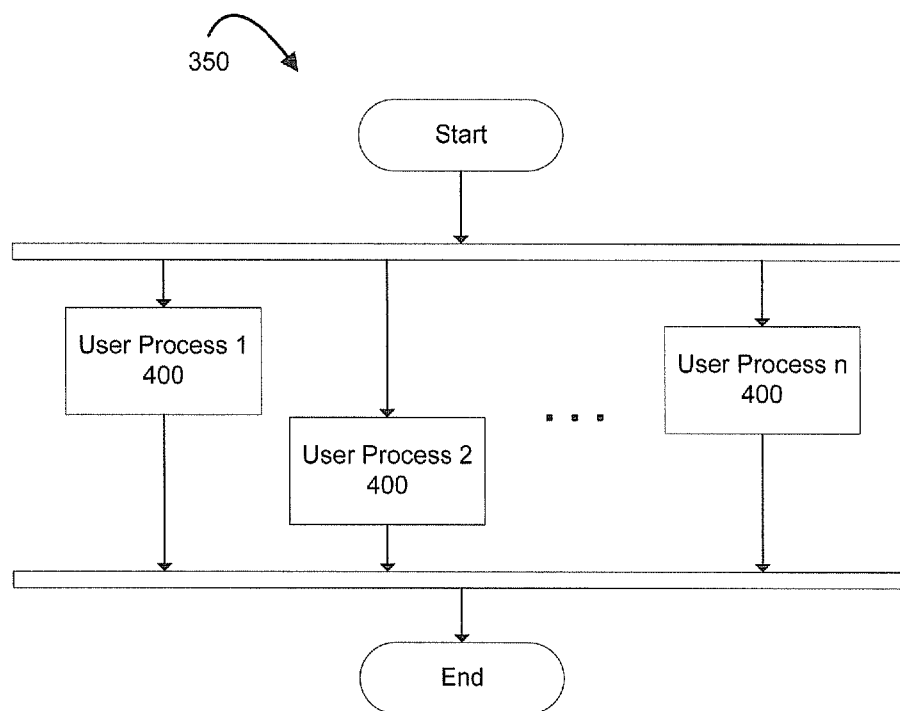 350
Start
User Process 1
400
User Process 2
400
User Process n
400
End